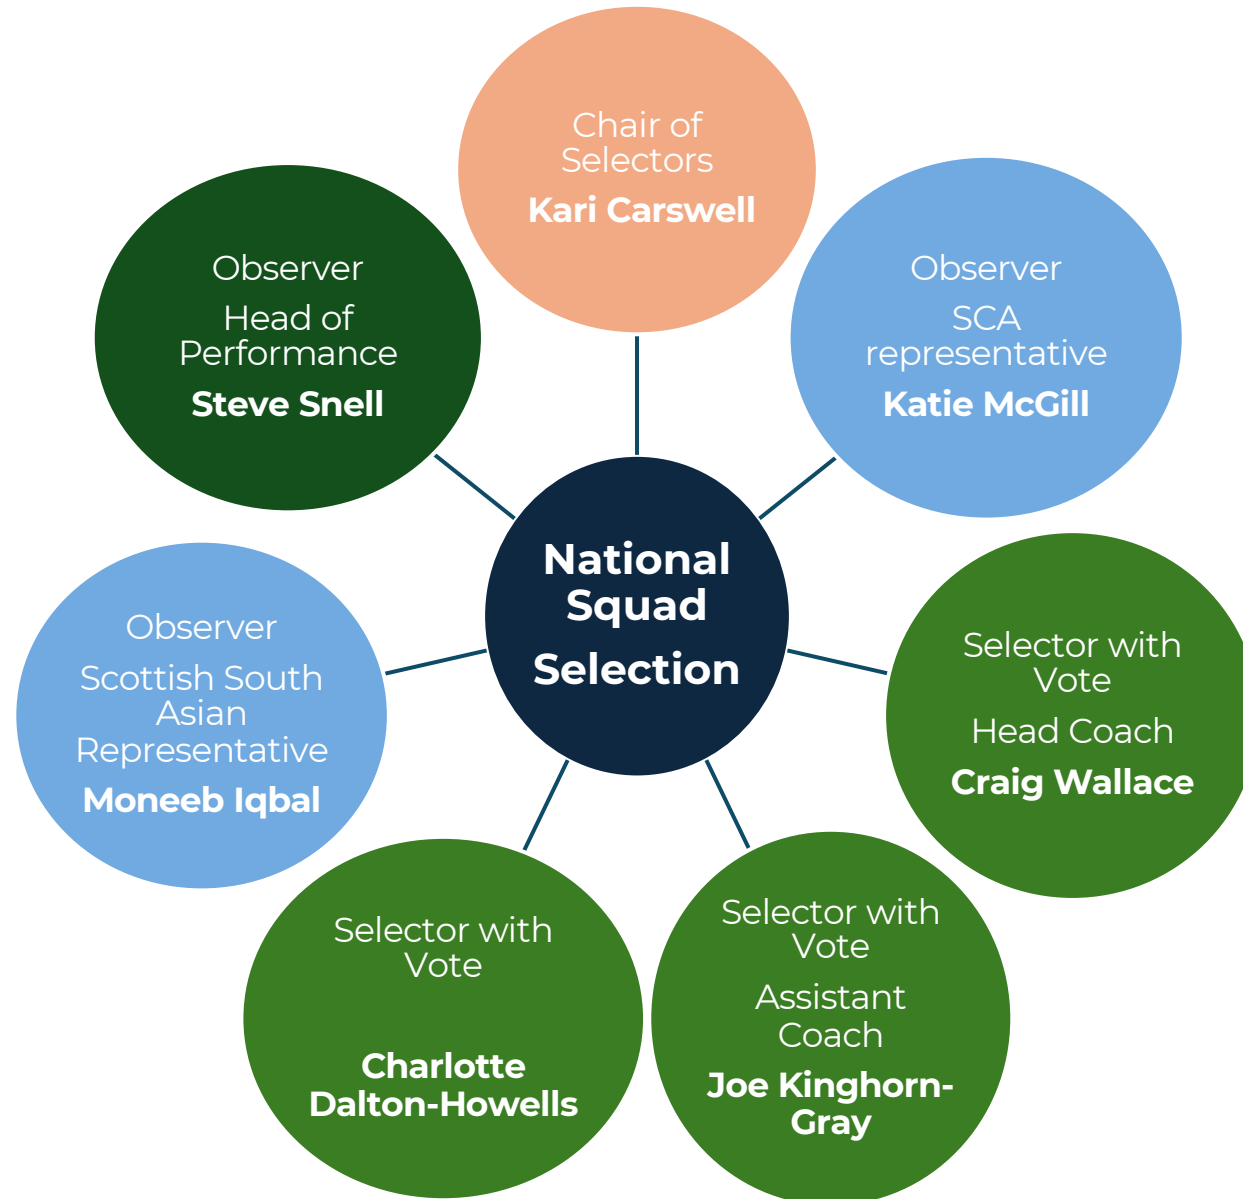 Chair of
Selectors
Kari Carswell
Observer
SCA
representative
Katie McGill
Selector with
Vote
Head Coach
Craig Wallace
Selector with
Vote
Assistant
Coach
Joe Kinghorn-
Gray
Selector with
Vote
Charlotte
Dalton-Howells
Observer
Scottish South
Asian
Representative
Moneeb Iqbal
Observer
Head of
Performance
Steve Snell
National
Squad
Selection